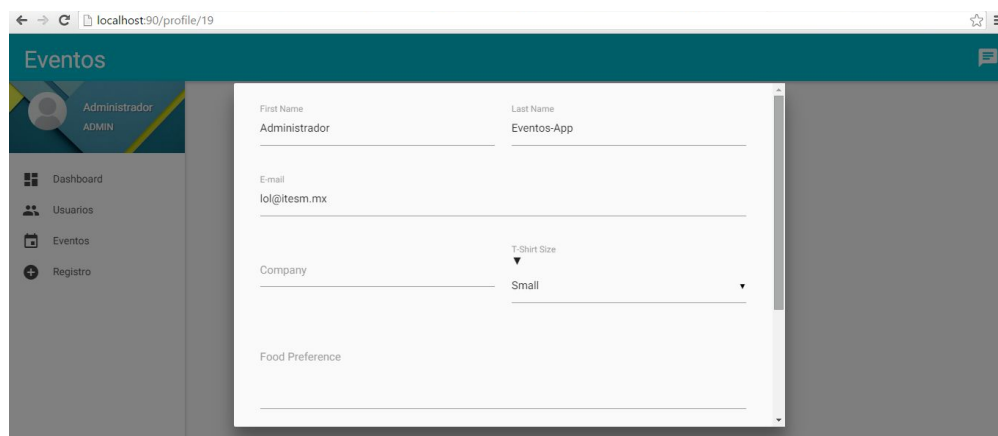 localhost:90/profile/19
Eventos
Administrador
ADMIN
Dashboard
Usuarios
Eventos
Registro
First Name
Administrador
Last Name
Eventos-App
E-mail
lol@itesm.mx
Company
T-Shirt Size
Small
Food Preference